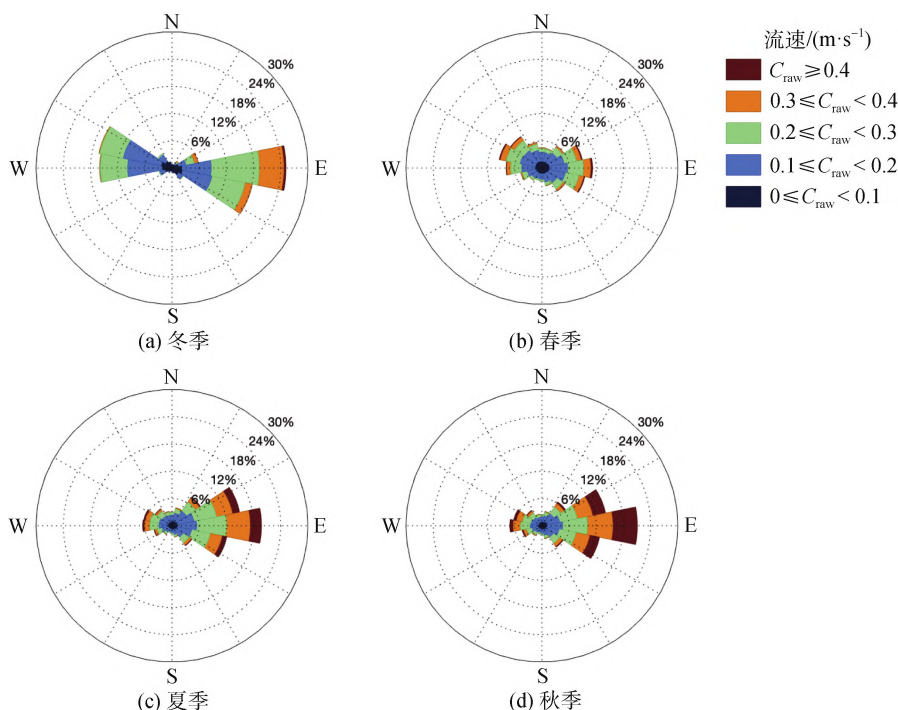 N
30%
24%
18%
12%
6%
W
E
S
(a) 冬季
N
30%
24%
18%
12%
6%
W
E
S
(b) 春季
流速/(m·s⁻¹)
C_raw ≥ 0.4
0.3 ≤ C_raw < 0.4
0.2 ≤ C_raw < 0.3
0.1 ≤ C_raw < 0.2
0 ≤ C_raw < 0.1
N
30%
24%
18%
12%
6%
W
E
S
(c) 夏季
N
30%
24%
18%
12%
6%
W
E
S
(d) 秋季